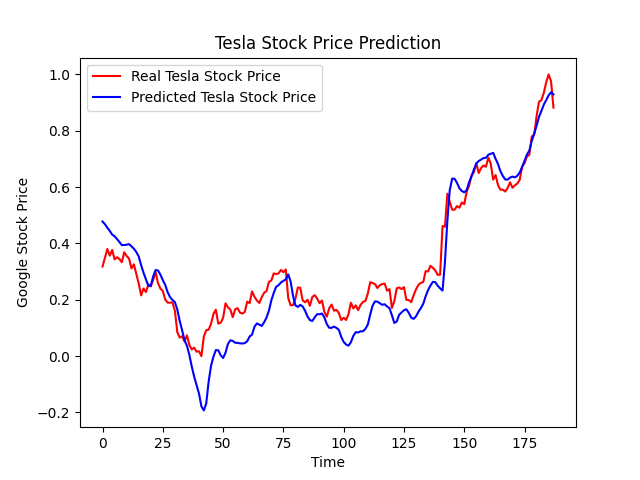 Tesla Stock Price Prediction
Real Tesla Stock Price
Predicted Tesla Stock Price
Google Stock Price
1.0
0.8
0.6
0.4
0.2
0.0
−0.2
0 25 50 75 100 125 150 175
Time